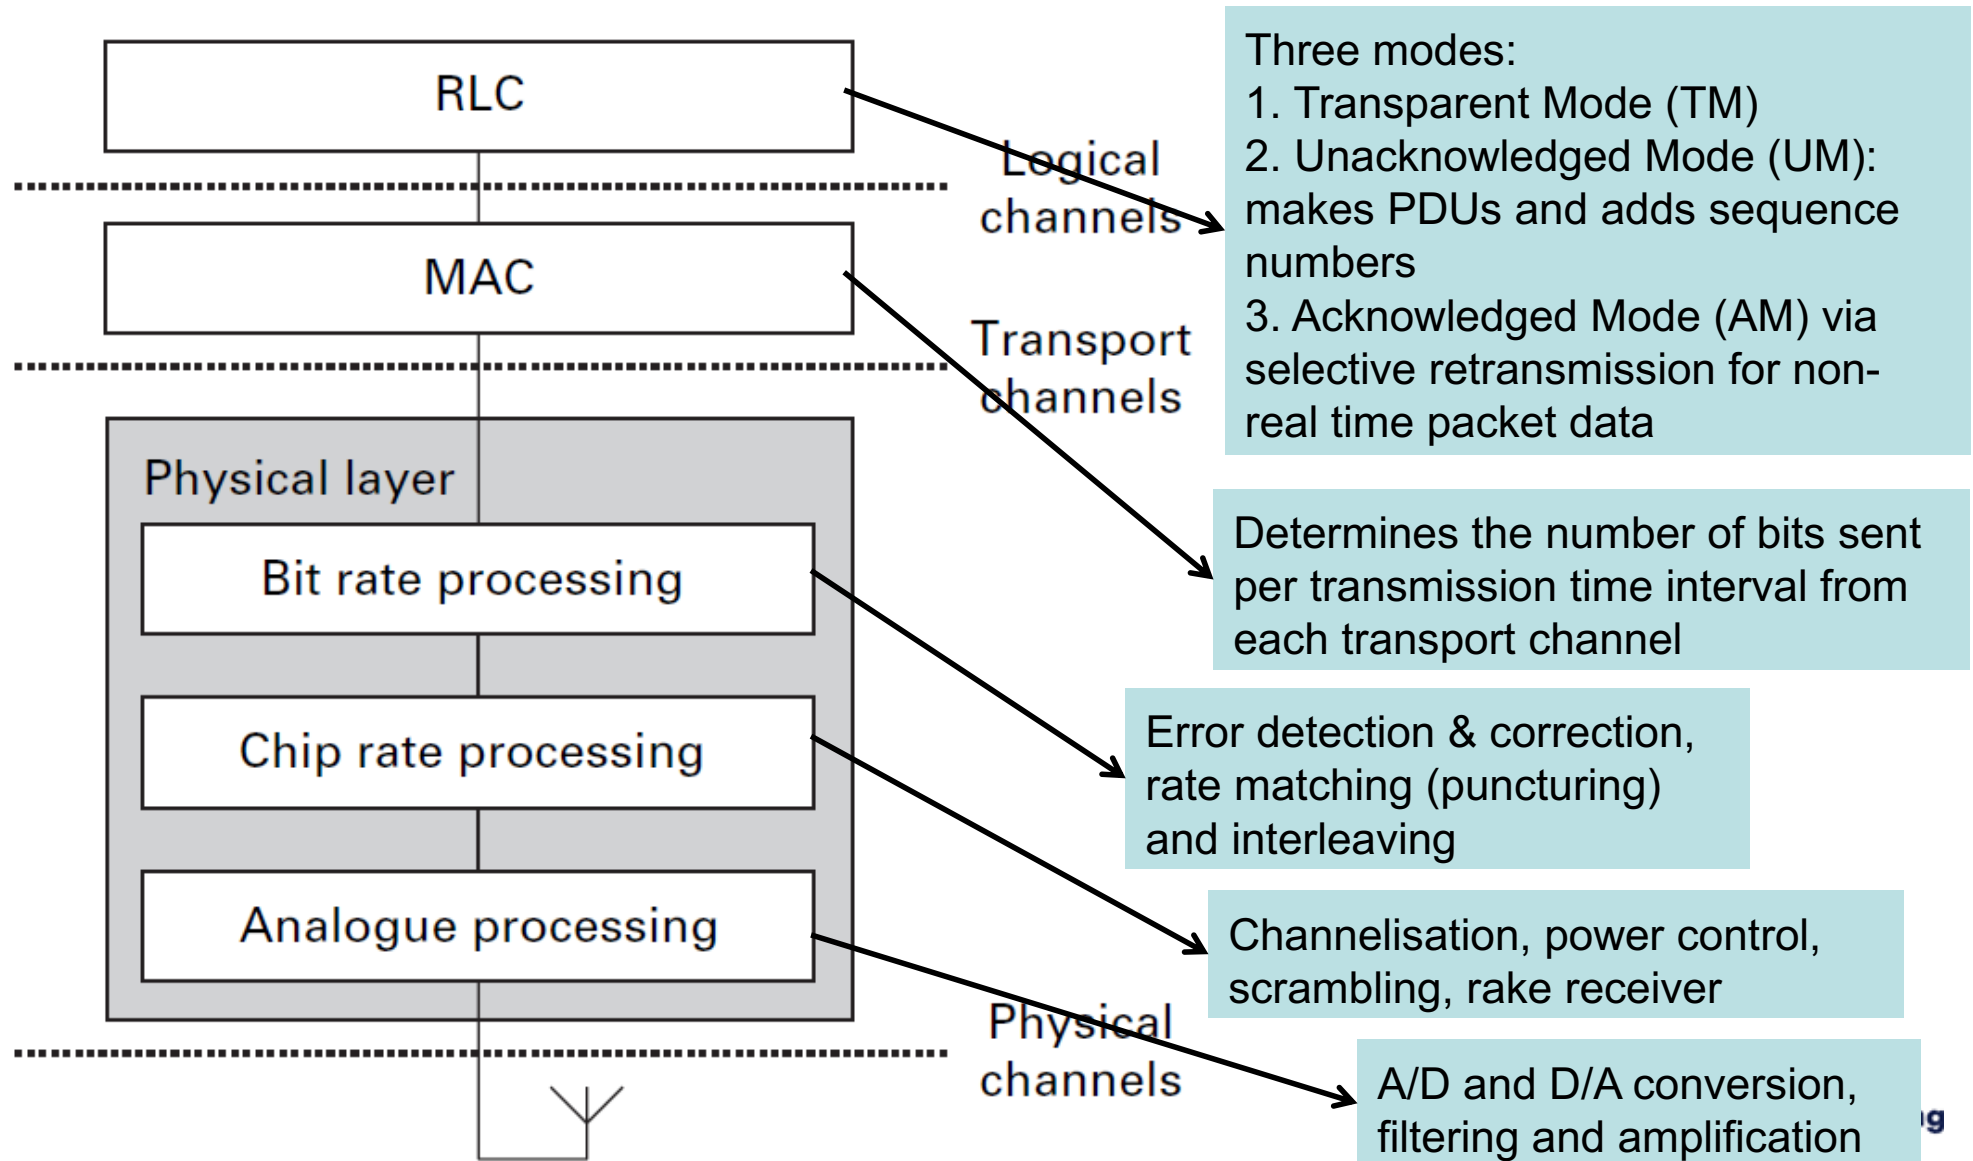 RLC
Logical
channels
MAC
Transport
channels
Physical layer
Bit rate processing
Chip rate processing
Analogue processing
Physical
channels
Three modes:
1. Transparent Mode (TM)
2. Unacknowledged Mode (UM):
makes PDUs and adds sequence
numbers
3. Acknowledged Mode (AM) via
selective retransmission for non-
real time packet data
Determines the number of bits sent
per transmission time interval from
each transport channel
Error detection & correction,
rate matching (puncturing)
and interleaving
Channelisation, power control,
scrambling, rake receiver
A/D and D/A conversion,
filtering and amplification